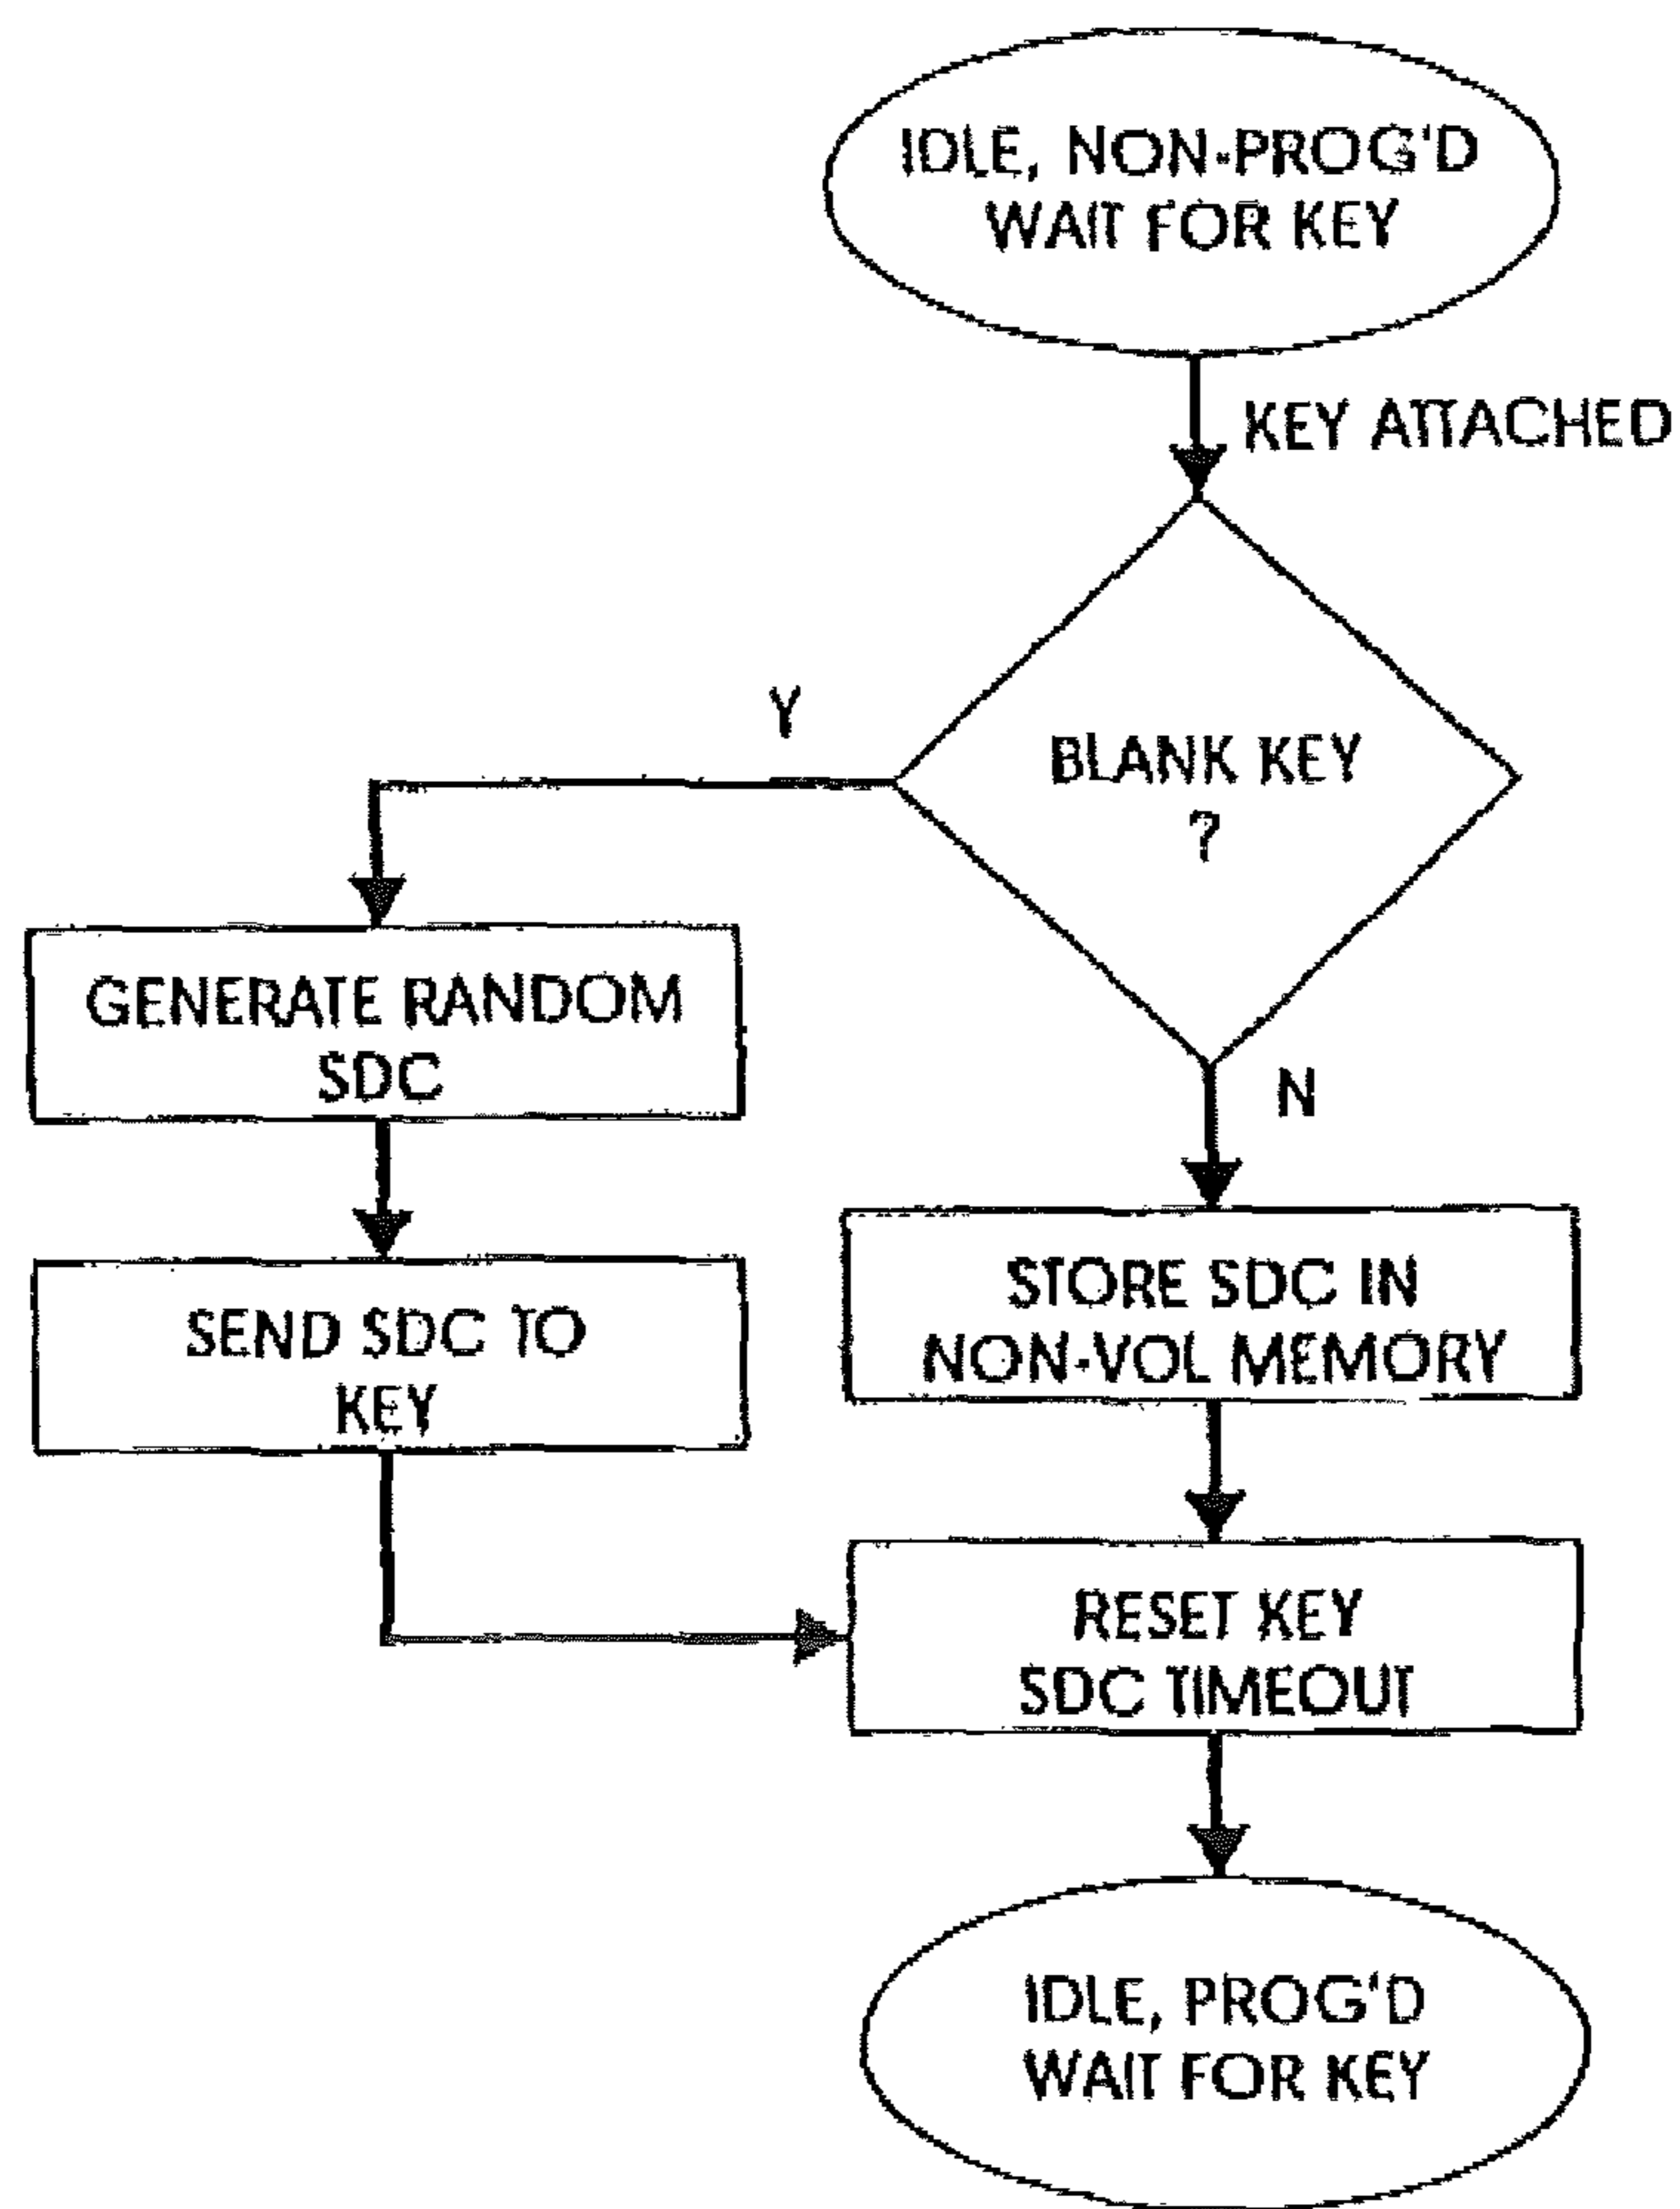 IDLE, NON-PROG'D
WAIT FOR KEY
KEY ATTACHED
BLANK KEY
?
Y
N
GENERATE RANDOM
SDC
SEND SDC TO
KEY
STORE SDC IN
NON-VOL MEMORY
RESET KEY
SDC TIMEOUT
IDLE, PROG'D
WAIT FOR KEY